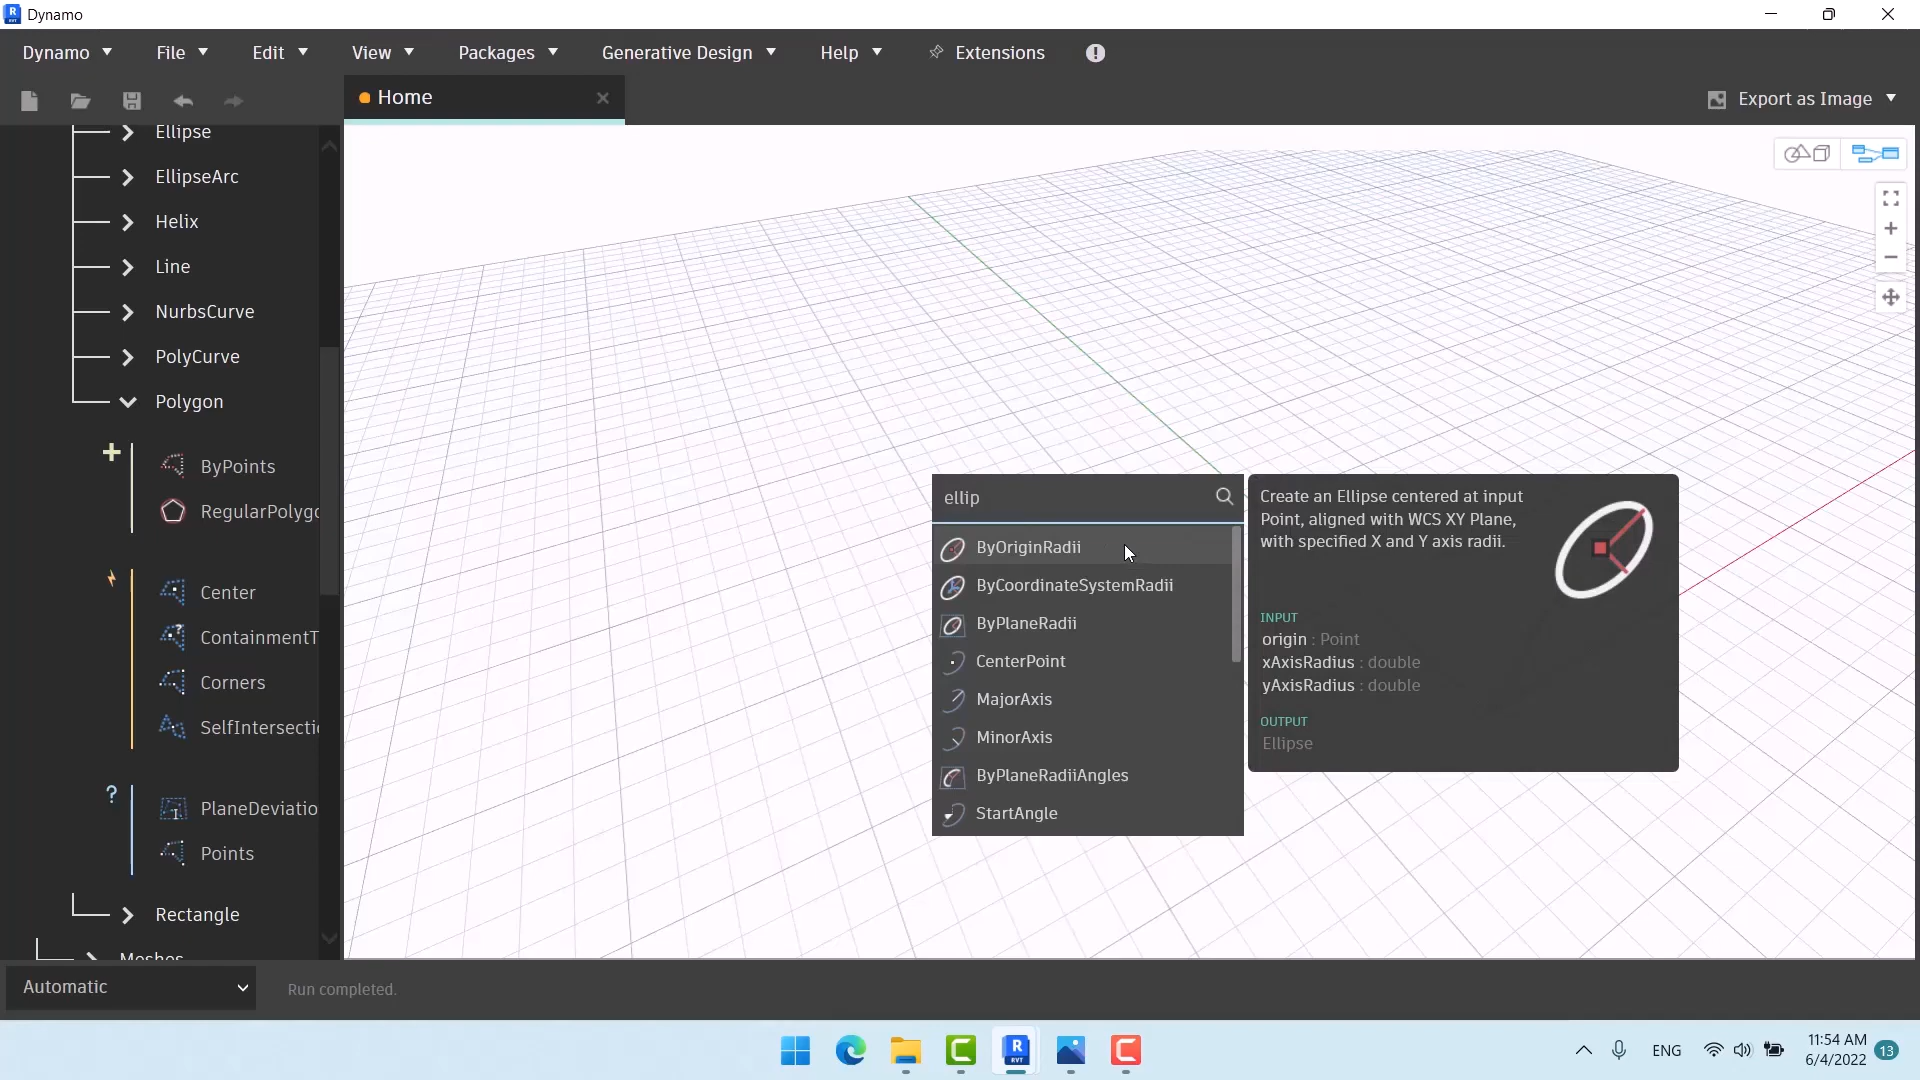 Dynamo
Dynamo File Edit View Packages Generative Design Help Extensions
Home
Export as Image
Ellipse
EllipseArc
Helix
Line
NurbsCurve
PolyCurve
Polygon
ByPoints
RegularPolygo
Center
ContainmentT
Corners
SelfIntersecti
PlaneDeviatio
Points
Rectangle
Meshes
ellip
ByOriginRadii
ByCoordinateSystemRadii
ByPlaneRadii
CenterPoint
MajorAxis
MinorAxis
ByPlaneRadiiAngles
StartAngle
Create an Ellipse centered at input
Point, aligned with WCS XY Plane,
with specified X and Y axis radii.
INPUT
origin : Point
xAxisRadius : double
yAxisRadius : double
OUTPUT
Ellipse
Automatic
Run completed.
ENG
11:54 AM
6/4/2022
13